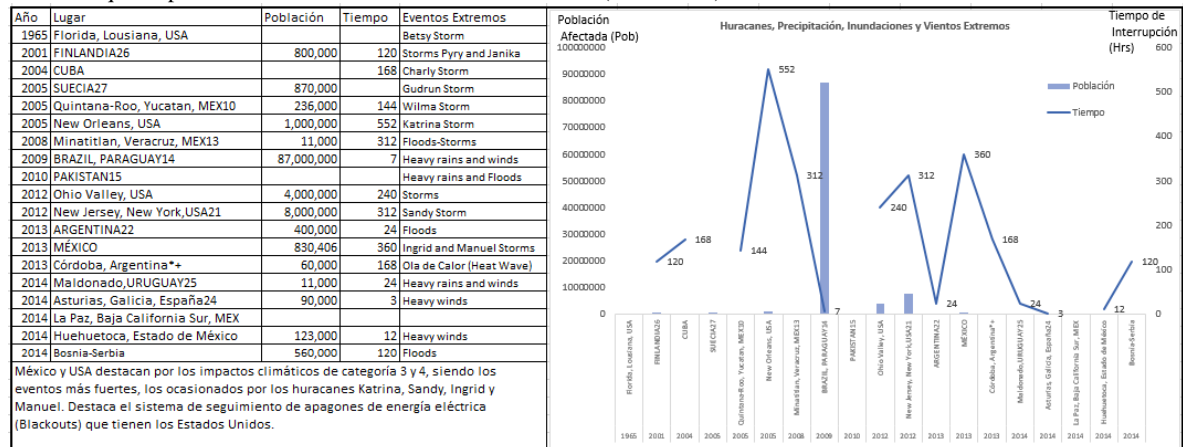 Año Lugar Población Tiempo Eventos Extremos
1965 Florida, Lousiana, USA Betsy Storm
2001 FINLANDIA26 800,000 120 Storms Pyry and Janika
2004 CUBA 168 Charly Storm
2005 SUECIA27 870,000 Gudrun Storm
2005 Quintana-Roo, Yucatan, MEX10 236,000 144 Wilma Storm
2005 New Orleans, USA 1,000,000 552 Katrina Storm
2008 Minatitlan, Veracruz, MEX13 11,000 312 Floods-Storms
2009 BRAZIL, PARAGUAY14 87,000,000 7 Heavy rains and winds
2010 PAKISTAN15 Heavy rains and Floods
2012 Ohio Valley, USA 4,000,000 240 Storms
2012 New Jersey, New York,USA21 8,000,000 312 Sandy Storm
2013 ARGENTINA22 400,000 24 Floods
2013 MÉXICO 830,406 360 Ingrid and Manuel Storms
2013 Córdoba, Argentina*+ 60,000 168 Ola de Calor (Heat Wave)
2014 Maldonado,URUGUAY25 11,000 24 Heavy rains and winds
2014 Asturias, Galicia, España24 90,000 3 Heavy winds
2014 La Paz, Baja California Sur, MEX
2014 Huehuetoca, Estado de México 123,000 12 Heavy winds
2014 Bosnia-Serbia 560,000 120 Floods
México y USA destacan por los impactos climáticos de categoría 3 y 4, siendo los
eventos más fuertes, los ocasionados por los huracanes Katrina, Sandy, Ingrid y
Manuel. Destaca el sistema de seguimiento de apagones de energía eléctrica
(Blackouts) que tienen los Estados Unidos.
Población
Afectada (Pob)
Huracanes, Precipitación, Inundaciones y Vientos Extremos
Tiempo de
Interrupción
(Hrs)
100000000
90000000
80000000
70000000
60000000
50000000
40000000
30000000
20000000
10000000
0
600
500
400
300
200
100
0
Población
Tiempo
120
168
144
552
312
7
240
312
24
360
168
24
3
12
120
Florida, Lousiana, USA
FINLANDIA26
CUBA
SUECIA27
Quintana-Roo, Yucatan, MEX10
New Orleans, USA
Minatitlan, Veracruz, MEX13
BRAZIL, PARAGUAY14
PAKISTAN15
Ohio Valley, USA
New Jersey, New York,USA21
ARGENTINA22
MÉXICO
Córdoba, Argentina*+
Maldonado,URUGUAY25
Asturias, Galicia, España24
La Paz, Baja California Sur, MEX
Huehuetoca, Estado de México
Bosnia-Serbia
1965 2001 2004 2005 2005 2005 2008 2009 2010 2012 2012 2013 2013 2013 2014 2014 2014 2014 2014